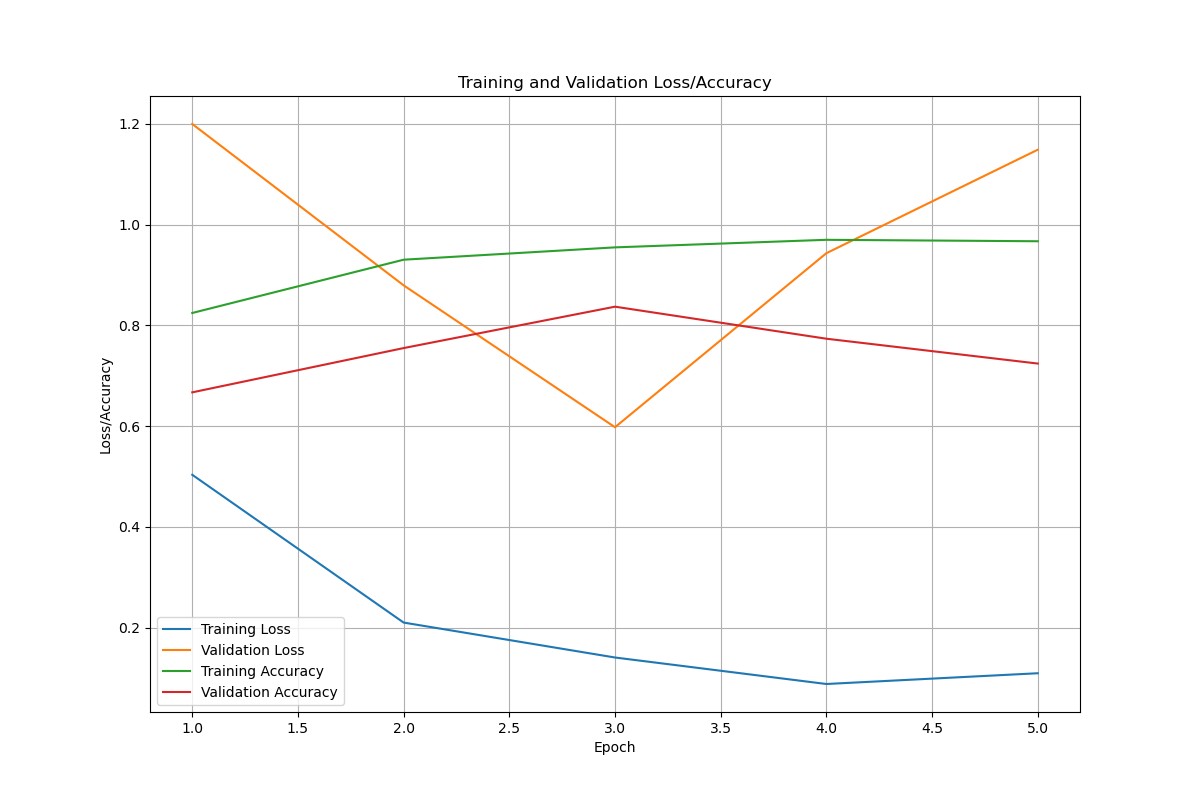 Training and Validation Loss/Accuracy
1.2
1.0
0.8
0.6
0.4
0.2
Loss/Accuracy
Training Loss
Validation Loss
Training Accuracy
Validation Accuracy
1.0 1.5 2.0 2.5 3.0 3.5 4.0 4.5 5.0
Epoch